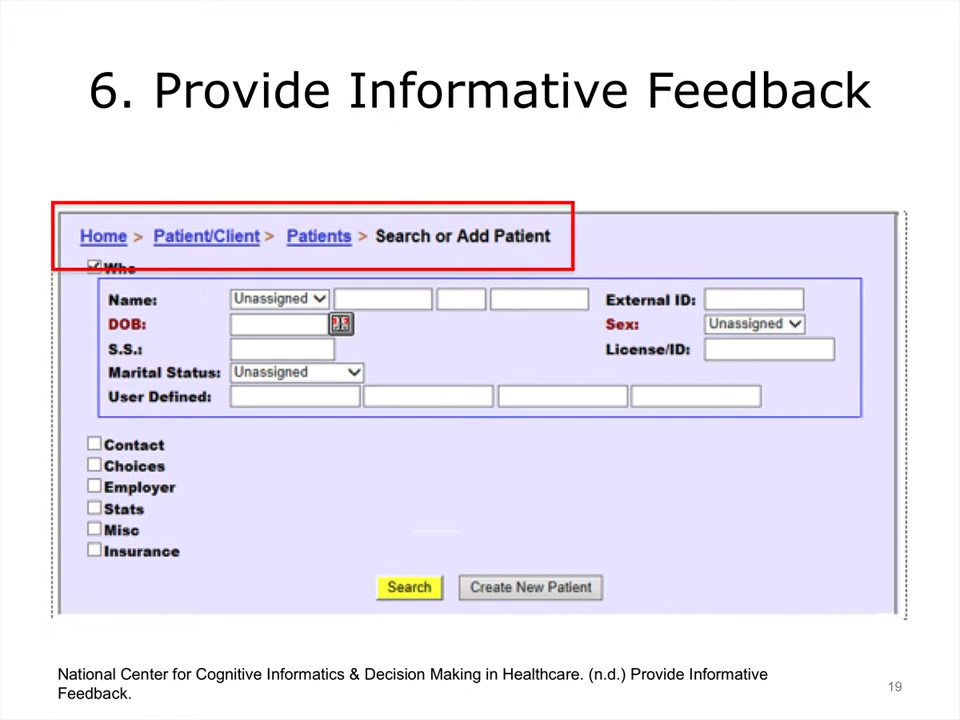 6. Provide Informative Feedback
Home > Patient/Client > Patients > Search or Add Patient
Who
Name: Unassigned External ID:
DOB: Sex: Unassigned
S.S.: License/ID:
Marital Status: Unassigned
User Defined:
Contact
Choices
Employer
Stats
Misc
Insurance
Search Create New Patient
National Center for Cognitive Informatics & Decision Making in Healthcare. (n.d.) Provide Informative
Feedback.
19